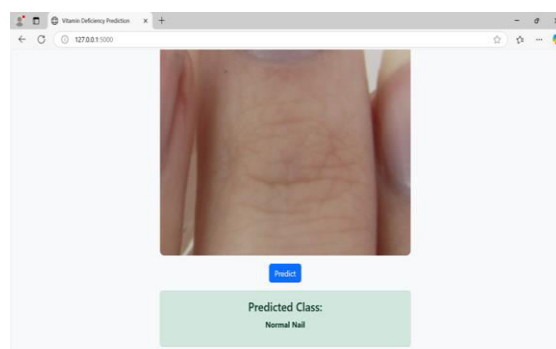 Vitamin Deficiency Prediction
127.0.0.1:5000
Predict
Predicted Class:
Normal Nail